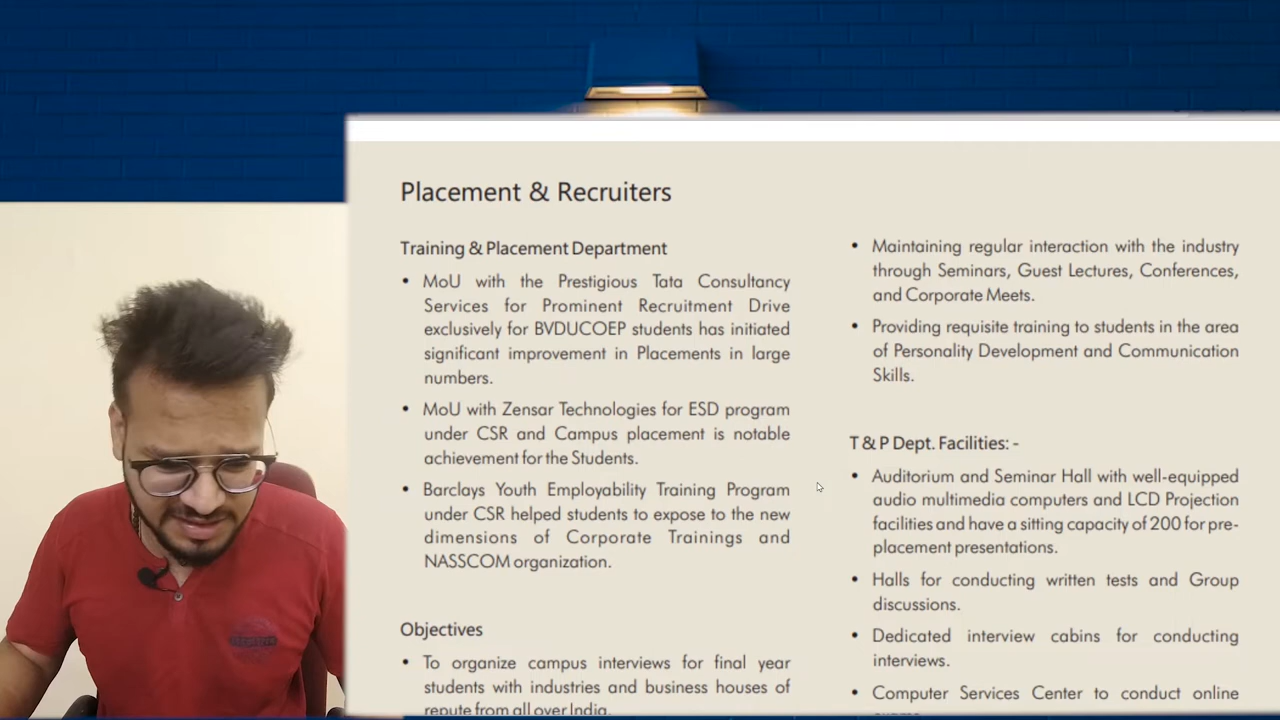 Placement & Recruiters
Training & Placement Department
• MoU with the Prestigious Tata Consultancy
Services for Prominent Recruitment Drive
exclusively for BVDUCOEP students has initiated
significant improvement in Placements in large
numbers.
• MoU with Zensar Technologies for ESD program
under CSR and Campus placement is notable
achievement for the Students.
• Barclays Youth Employability Training Program
under CSR helped students to expose to the new
dimensions of Corporate Trainings and
NASSCOM organization.
Objectives
• To organize campus interviews for final year
students with industries and business houses of
repute from all over India.
• Maintaining regular interaction with the industry
through Seminars, Guest Lectures, Conferences,
and Corporate Meets.
• Providing requisite training to students in the area
of Personality Development and Communication
Skills.
T & P Dept. Facilities: -
• Auditorium and Seminar Hall with well-equipped
audio multimedia computers and LCD Projection
facilities and have a sitting capacity of 200 for pre-
placement presentations.
• Halls for conducting written tests and Group
discussions.
• Dedicated interview cabins for conducting
interviews.
• Computer Services Center to conduct online